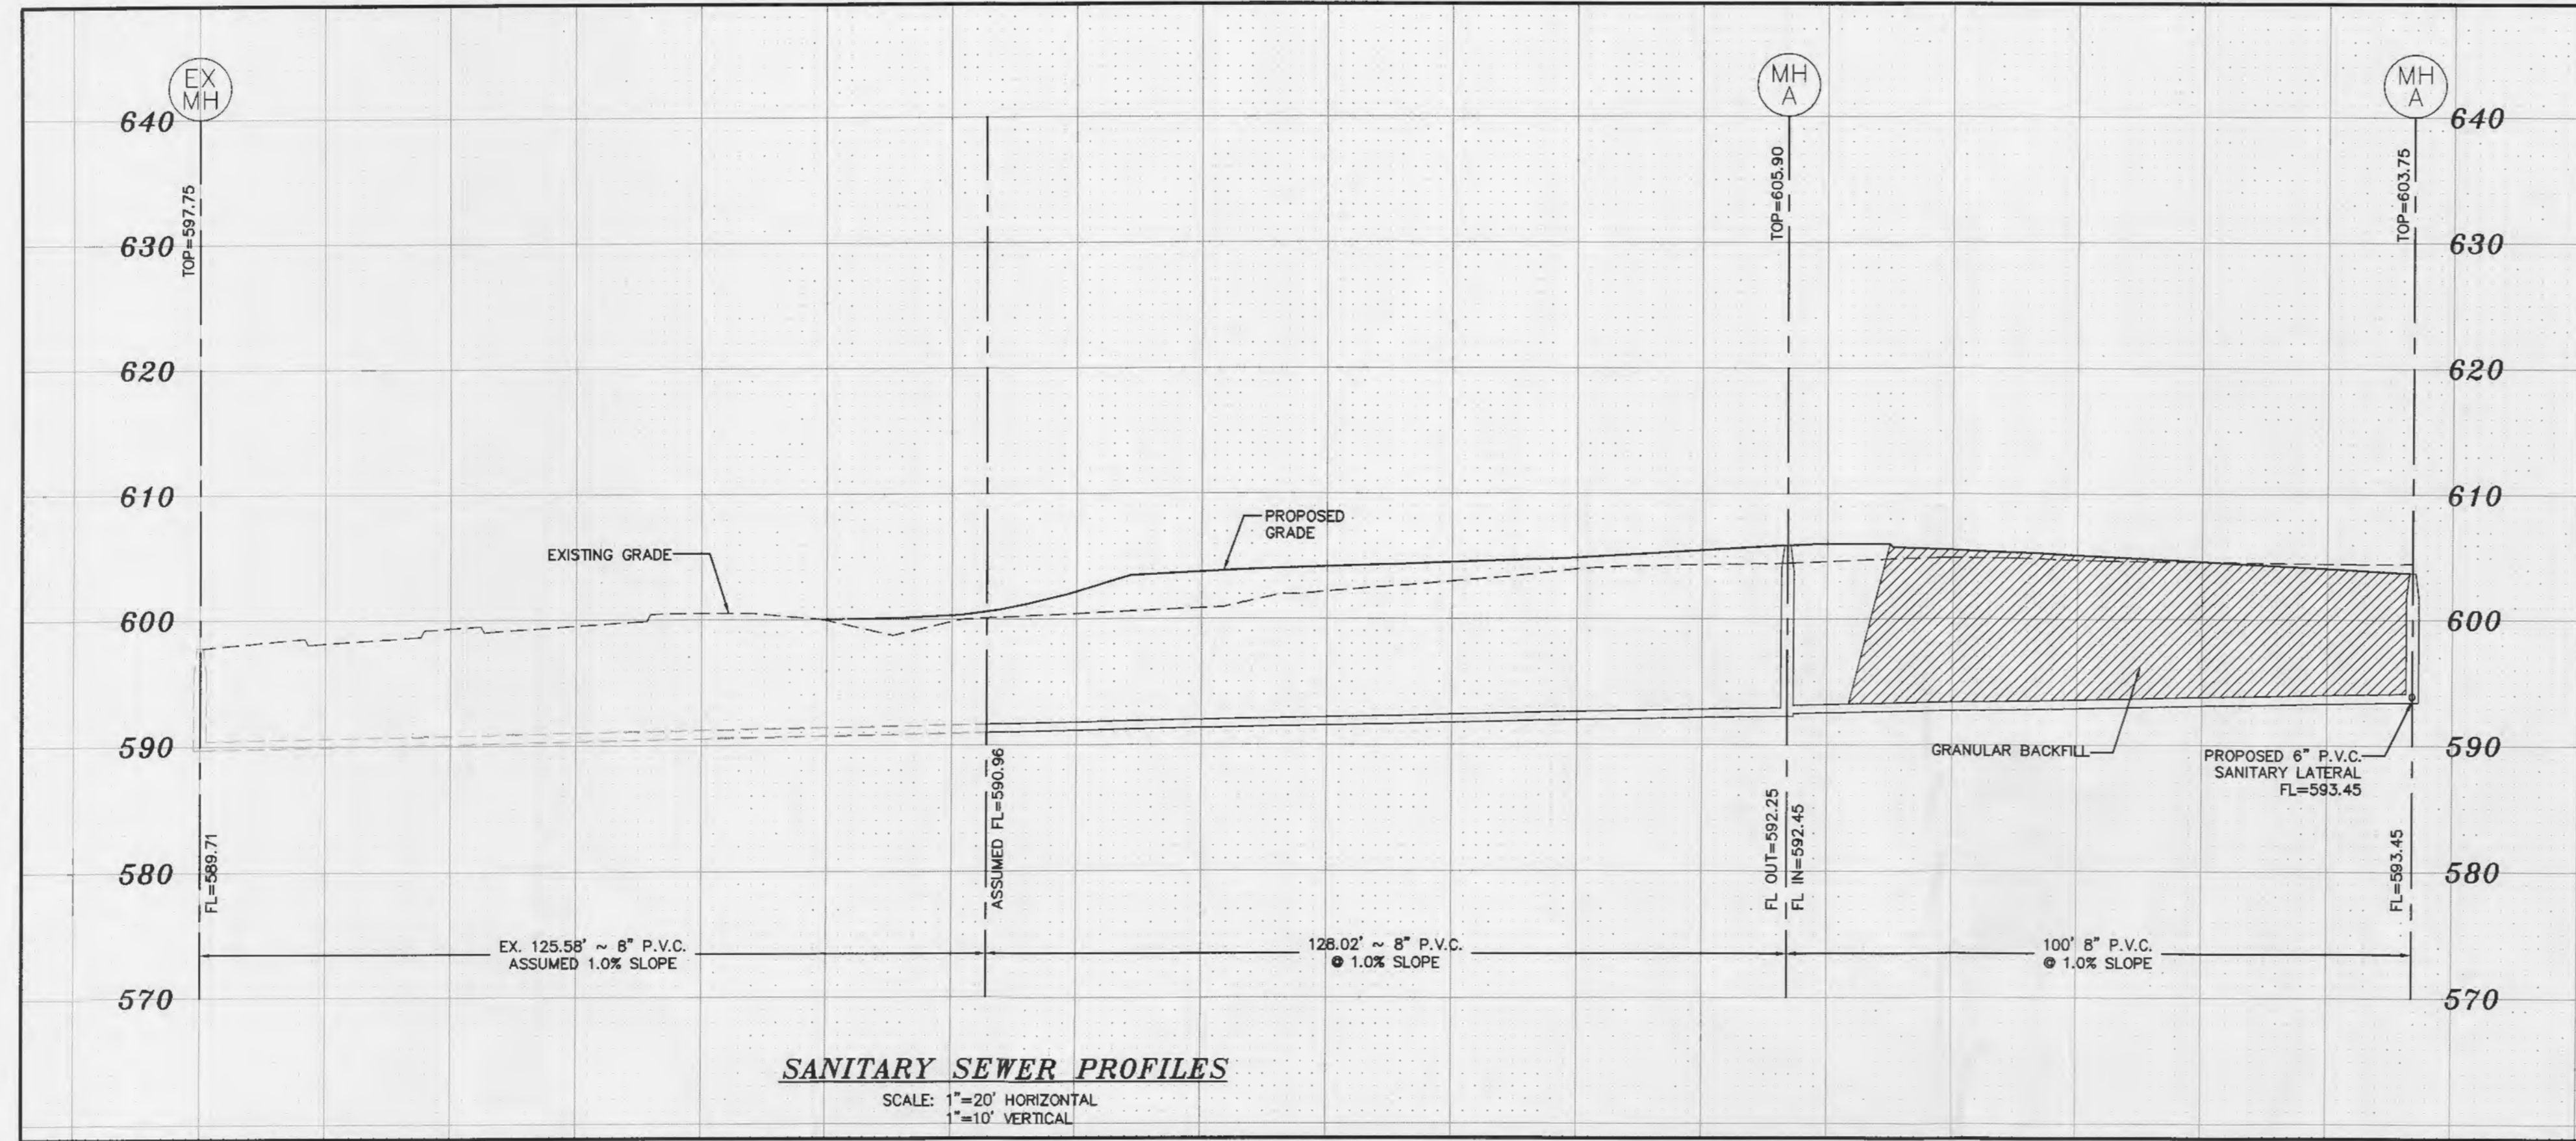 EX
MH
MH
A
MH
A
640
640
630
630
620
620
610
610
600
600
590
590
580
580
570
570
TOP=597.75
TOP=605.90
TOP=603.75
EXISTING GRADE
PROPOSED
GRADE
GRANULAR BACKFILL
PROPOSED 6" P.V.C.
SANITARY LATERAL
FL=593.45
FL=589.71
ASSUMED FL=590.96
FL OUT=592.25
FL IN=592.45
FL=593.45
EX. 125.58' ~ 8" P.V.C.
ASSUMED 1.0% SLOPE
128.02' ~ 8" P.V.C.
@ 1.0% SLOPE
100' 8" P.V.C.
@ 1.0% SLOPE
SANITARY SEWER PROFILES
SCALE: 1"=20' HORIZONTAL
1"=10' VERTICAL